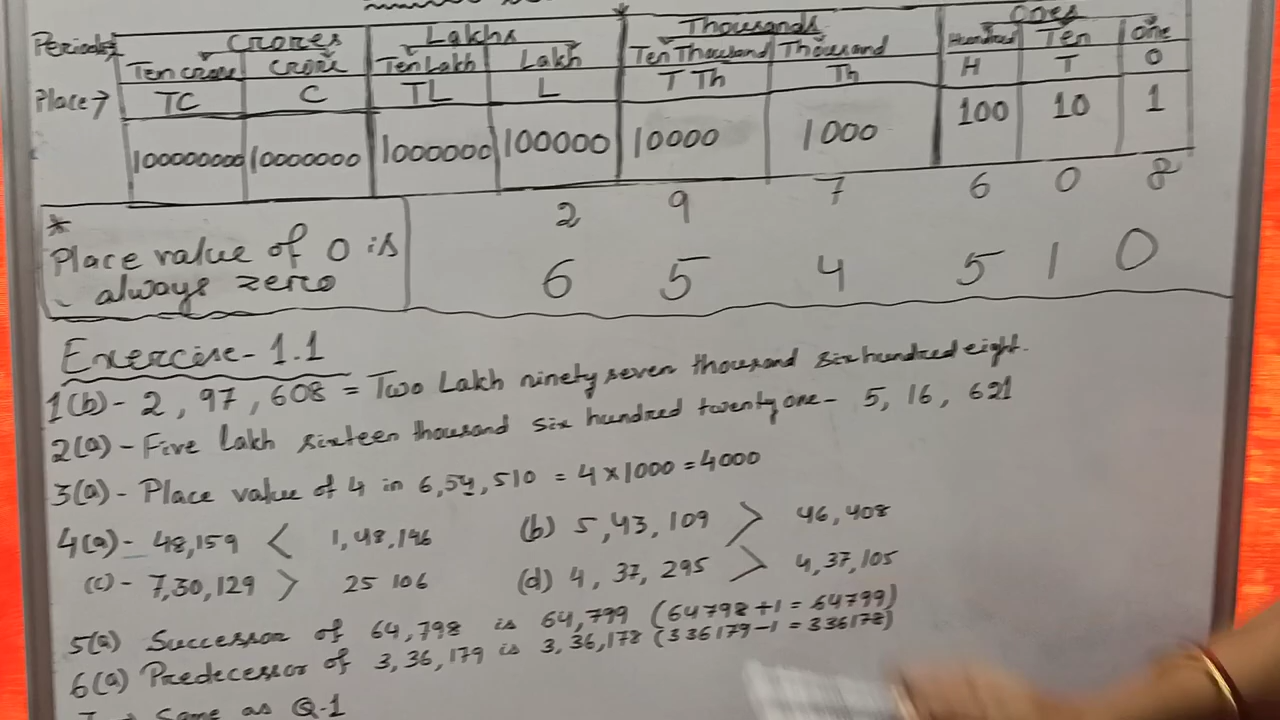 Periods→ Crores Lakhs Thousands Ones
Ten crore Crore Ten Lakh Lakh Ten Thousand Thousand Hundred Ten one
Place→ TC C TL L T Th Th H T O
100000000 10000000 1000000 100000 10000 1000 100 10 1
2 9 7 6 0 8
6 5 4 5 1 0
*
Place value of 0 is
always zero
Exercise-1.1
1(b)- 2, 97, 608 = Two Lakh ninety seven thousand six hundred eight.
2(a)- Five lakh sixteen thousand six hundred twenty one- 5, 16, 621
3(a)- Place value of 4 in 6,54,510 = 4×1000=4000
4(a)- 48,159 < 1,48,196 (b) 5,43,109 > 46,408
(c)- 7,30,129 > 25 106 (d) 4, 37, 295 > 4,37,105
5(a) Successor of 64,798 is 64,799 (64798+1=64799)
6(a) Predecessor of 3,36,179 is 3,36,178 (336179-1=336178)
Same as Q-1